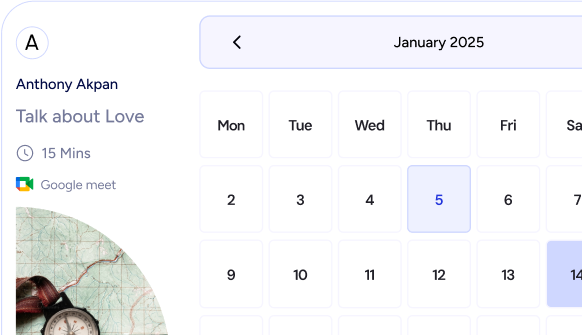 A
Anthony Akpan
Talk about Love
15 Mins
Google meet
January 2025
Mon Tue Wed Thu Fri Sa
2 3 4 5 6 7
9 10 11 12 13 14